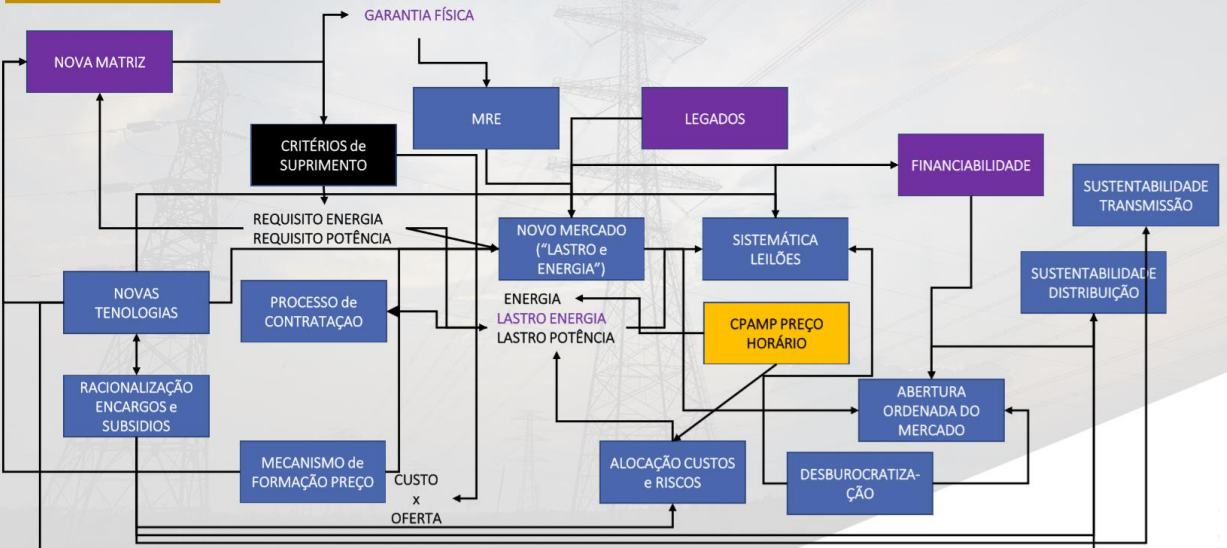 GARANTIA FÍSICA
NOVA MATRIZ
MRE
LEGADOS
CRITÉRIOS de
SUPRIMENTO
FINANCIABILIDADE
SUSTENTABILIDADE
TRANSMISSÃO
REQUISITO ENERGIA
REQUISITO POTÊNCIA
NOVO MERCADO
("LASTRO e
ENERGIA")
SISTEMÁTICA
LEILÕES
SUSTENTABILIDADE
DISTRIBUIÇÃO
NOVAS
TENOLOGIAS
PROCESSO de
CONTRATAÇAO
ENERGIA
LASTRO ENERGIA
LASTRO POTÊNCIA
CPAMP PREÇO
HORÁRIO
RACIONALIZAÇÃO
ENCARGOS e
SUBSIDIOS
ABERTURA
ORDENADA DO
MERCADO
MECANISMO de
FORMAÇÃO PREÇO
CUSTO
x
OFERTA
ALOCAÇÃO CUSTOS
e RISCOS
DESBUROCRATIZA-
ÇÃO